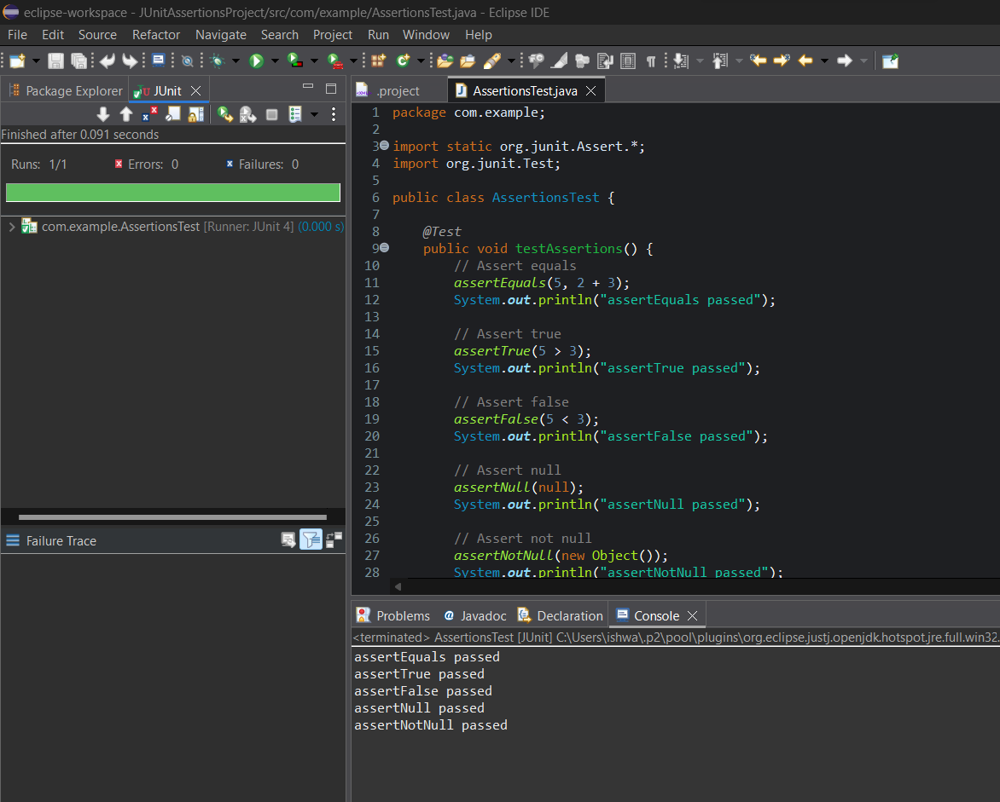 eclipse-workspace - JUnitAssertionsProject/src/com/example/AssertionsTest.java - Eclipse IDE
File Edit Source Refactor Navigate Search Project Run Window Help
Package Explorer JUnit
Finished after 0.091 seconds
Runs: 1/1 Errors: 0 Failures: 0
com.example.AssertionsTest [Runner: JUnit 4] (0.000 s)
Failure Trace
.project AssertionsTest.java
1 package com.example;
2
3 import static org.junit.Assert.*;
4 import org.junit.Test;
5
6 public class AssertionsTest {
7
8 @Test
9 public void testAssertions() {
10 // Assert equals
11 assertEquals(5, 2 + 3);
12 System.out.println("assertEquals passed");
13
14 // Assert true
15 assertTrue(5 > 3);
16 System.out.println("assertTrue passed");
17
18 // Assert false
19 assertFalse(5 < 3);
20 System.out.println("assertFalse passed");
21
22 // Assert null
23 assertNull(null);
24 System.out.println("assertNull passed");
25
26 // Assert not null
27 assertNotNull(new Object());
28 System.out.println("assertNotNull passed");
Problems Javadoc Declaration Console
<terminated> AssertionsTest [JUnit] C:\Users\ishwa\.p2\pool\plugins\org.eclipse.justj.openjdk.hotspot.jre.full.win32.
assertEquals passed
assertTrue passed
assertFalse passed
assertNull passed
assertNotNull passed